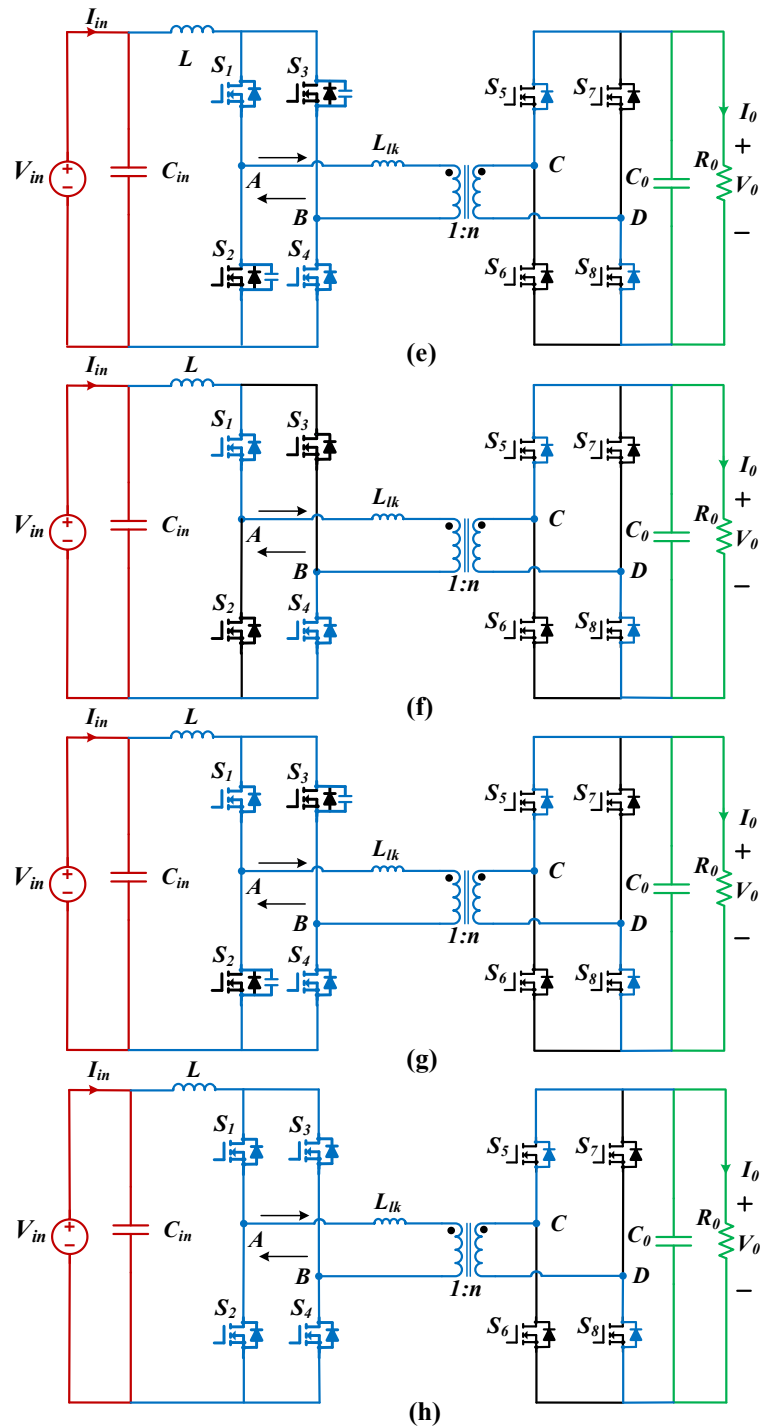 I_in L
S_1 S_3 S_5 S_7 I_0
+
L_lk R_0
V_in + − C_in A C C_0 V_0
B D
1:n −
S_2 S_4 S_6 S_8
(e)
I_in L
S_1 S_3 S_5 S_7 I_0
+
L_lk R_0
V_in + − C_in A C C_0 V_0
B D
1:n −
S_2 S_4 S_6 S_8
(f)
I_in L
S_1 S_3 S_5 S_7 I_0
+
L_lk R_0
V_in + − C_in A C C_0 V_0
B D
1:n −
S_2 S_4 S_6 S_8
(g)
I_in L
S_1 S_3 S_5 S_7 I_0
+
L_lk R_0
V_in + − C_in A C C_0 V_0
B D
1:n −
S_2 S_4 S_6 S_8
(h)